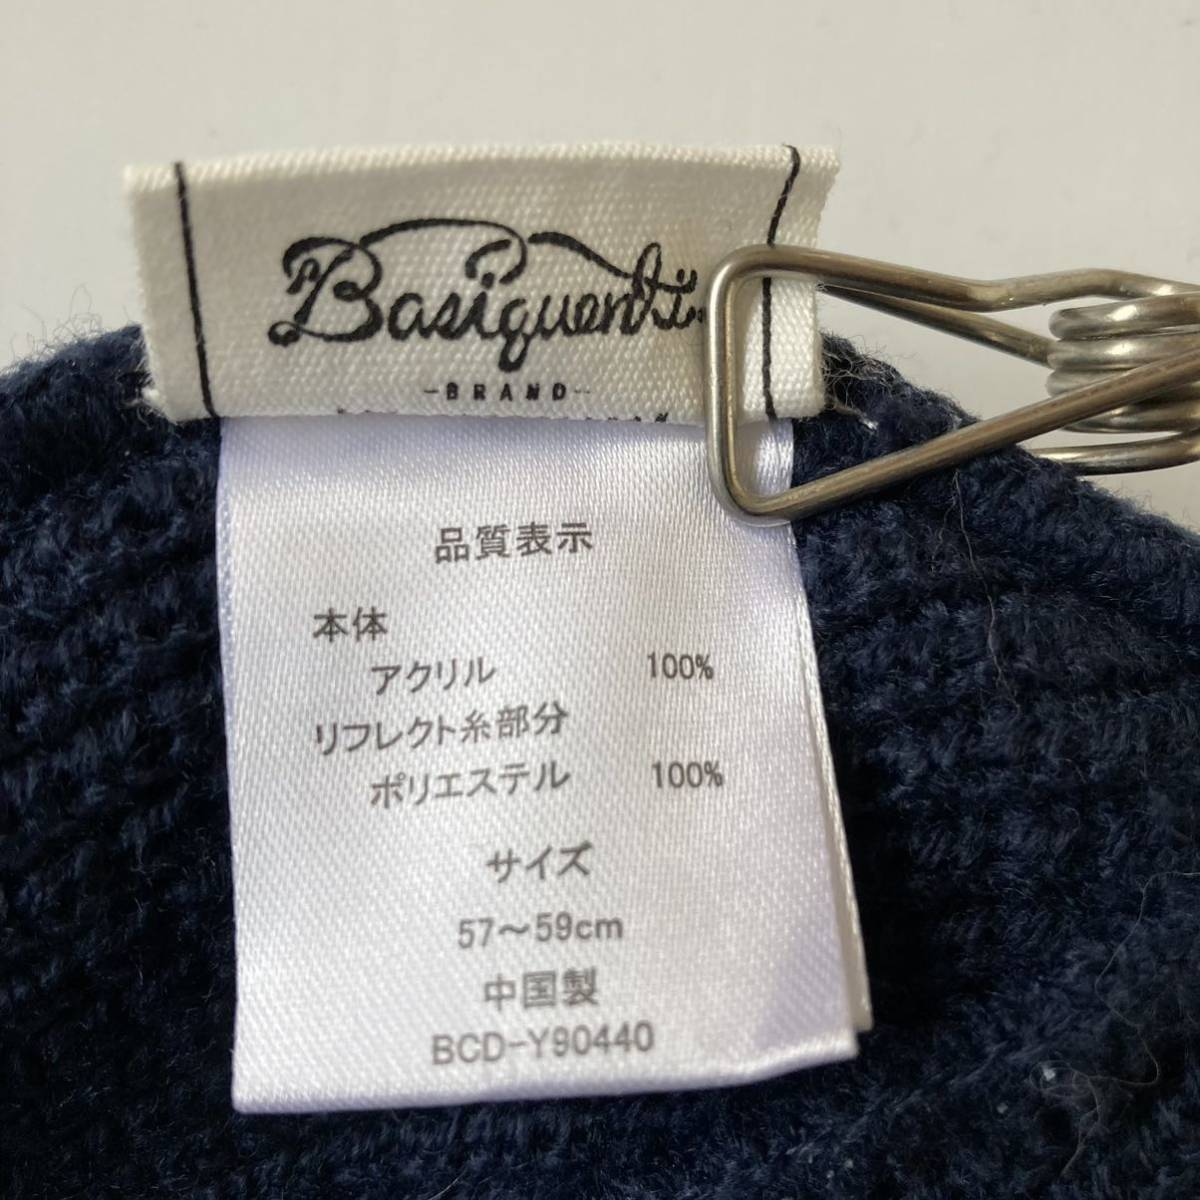 Basiquenti
-BRAND-
品質表示
本体
アクリル 100%
リフレクト糸部分
ポリエステル 100%
サイズ
57～59cm
中国製
BCD-Y90440